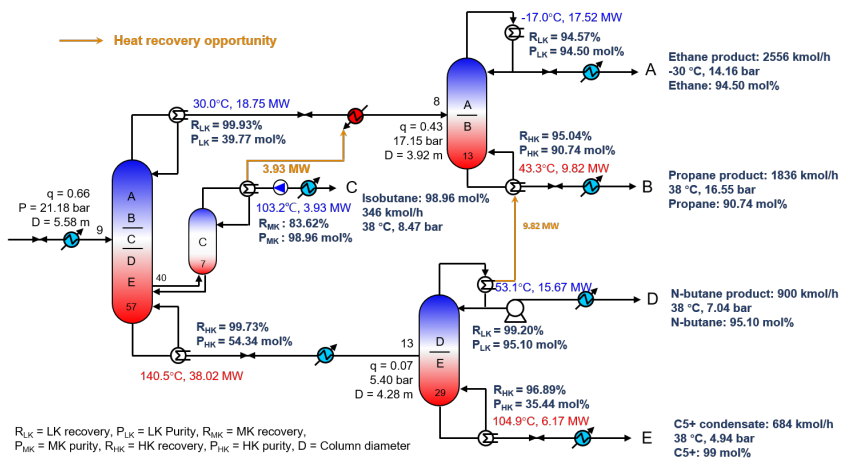 Heat recovery opportunity
-17.0°C, 17.52 MW
R_LK = 94.57%
P_LK = 94.50 mol%
A
Ethane product: 2556 kmol/h
-30 °C, 14.16 bar
Ethane: 94.50 mol%
30.0°C, 18.75 MW
R_LK = 99.93%
P_LK = 39.77 mol%
8
A
B
13
q = 0.43
17.15 bar
D = 3.92 m
R_HK = 95.04%
P_HK = 90.74 mol%
43.3°C, 9.82 MW
B
Propane product: 1836 kmol/h
38 °C, 16.55 bar
Propane: 90.74 mol%
3.93 MW
C
103.2℃, 3.93 MW
R_MK : 83.62%
P_MK : 98.96 mol%
Isobutane: 98.96 mol%
346 kmol/h
38 °C, 8.47 bar
q = 0.66
P = 21.18 bar
D = 5.58 m
9
A
B
C
D
E
57
40
C
7
9.82 MW
53.1°C, 15.67 MW
R_LK = 99.20%
P_LK = 95.10 mol%
D
N-butane product: 900 kmol/h
38 °C, 7.04 bar
N-butane: 95.10 mol%
R_HK = 99.73%
P_HK = 54.34 mol%
140.5°C, 38.02 MW
13
D
E
29
q = 0.07
5.40 bar
D = 4.28 m
R_HK = 96.89%
P_HK = 35.44 mol%
104.9°C, 6.17 MW
E
C5+ condensate: 684 kmol/h
38 °C, 4.94 bar
C5+: 99 mol%
R_LK = LK recovery, P_LK = LK Purity, R_MK = MK recovery,
P_MK = MK purity, R_HK = HK recovery, P_HK = HK purity, D = Column diameter